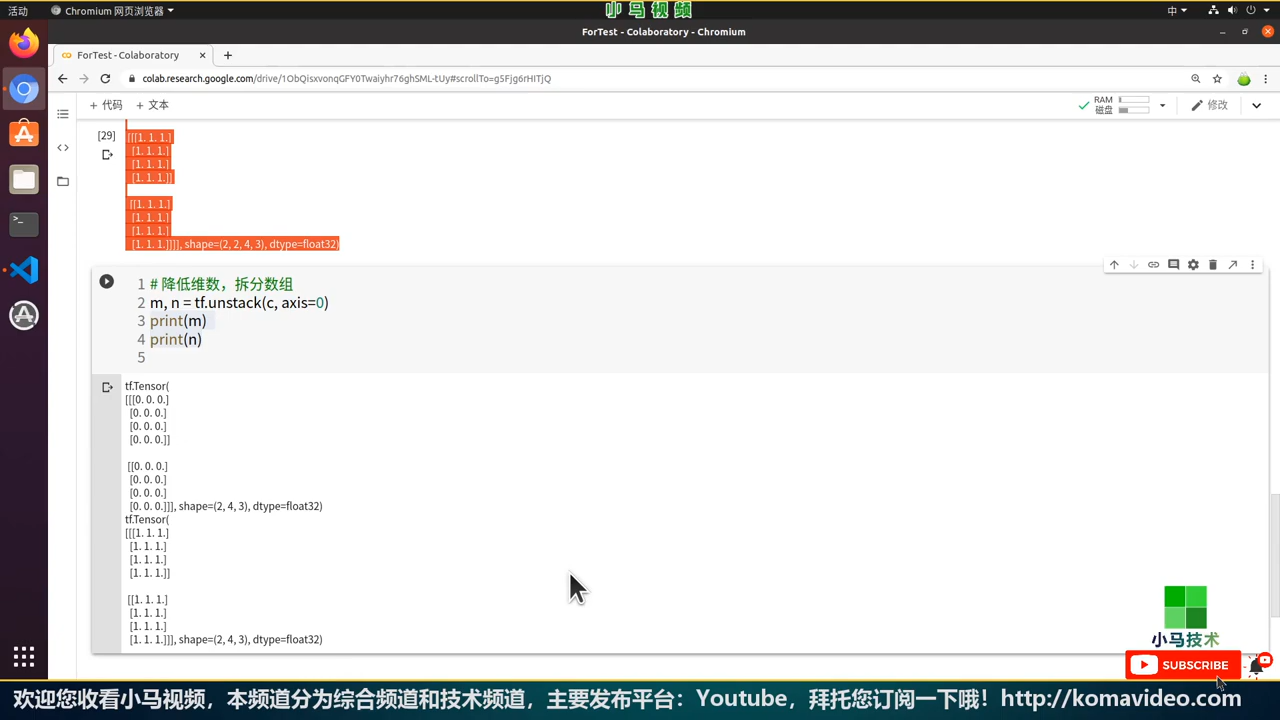 活动
Chromium 网页浏览器
小马视频
中
ForTest - Colaboratory - Chromium
ForTest - Colaboratory
colab.research.google.com/drive/1ObQisxvonqGFY0Twaiyhr76ghSML-tUy#scrollTo=g5Fjg6rHITjQ
+ 代码 + 文本
RAM
磁盘
修改
[29]
[[[1. 1. 1.]
[1. 1. 1.]
[1. 1. 1.]
[1. 1. 1.]]
[[1. 1. 1.]
[1. 1. 1.]
[1. 1. 1.]
[1. 1. 1.]]]], shape=(2, 2, 4, 3), dtype=float32)
1 # 降低维数，拆分数组
2 m, n = tf.unstack(c, axis=0)
3 print(m)
4 print(n)
5
tf.Tensor(
[[[0. 0. 0.]
[0. 0. 0.]
[0. 0. 0.]
[0. 0. 0.]]
[[0. 0. 0.]
[0. 0. 0.]
[0. 0. 0.]
[0. 0. 0.]]], shape=(2, 4, 3), dtype=float32)
tf.Tensor(
[[[1. 1. 1.]
[1. 1. 1.]
[1. 1. 1.]
[1. 1. 1.]]
[[1. 1. 1.]
[1. 1. 1.]
[1. 1. 1.]
[1. 1. 1.]]], shape=(2, 4, 3), dtype=float32)
小马技术
SUBSCRIBE
欢迎您收看小马视频，本频道分为综合频道和技术频道，主要发布平台：Youtube，拜托您订阅一下哦！http://komavideo.com